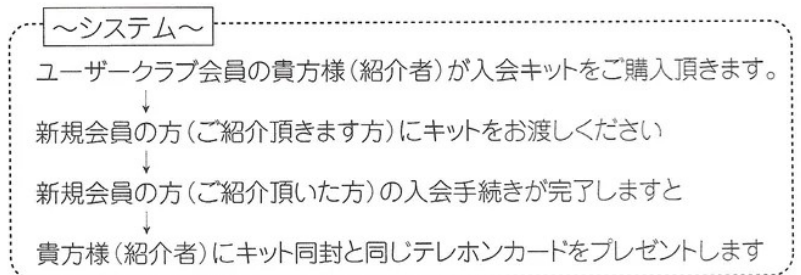 ～システム～
ユーザークラブ会員の貴方様(紹介者)が入会キットをご購入頂きます。
↓
新規会員の方(ご紹介頂きます方)にキットをお渡しください
↓
新規会員の方(ご紹介頂いた方)の入会手続きが完了しますと
↓
貴方様(紹介者)にキット同封と同じテレホンカードをプレゼントします